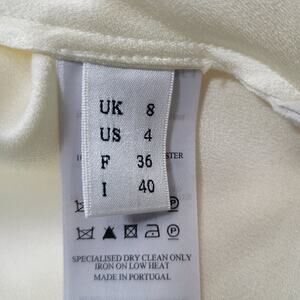 UK 8
US 4
F 36
I 40
SPECIALISED DRY CLEAN ONLY
IRON ON LOW HEAT
MADE IN PORTUGAL